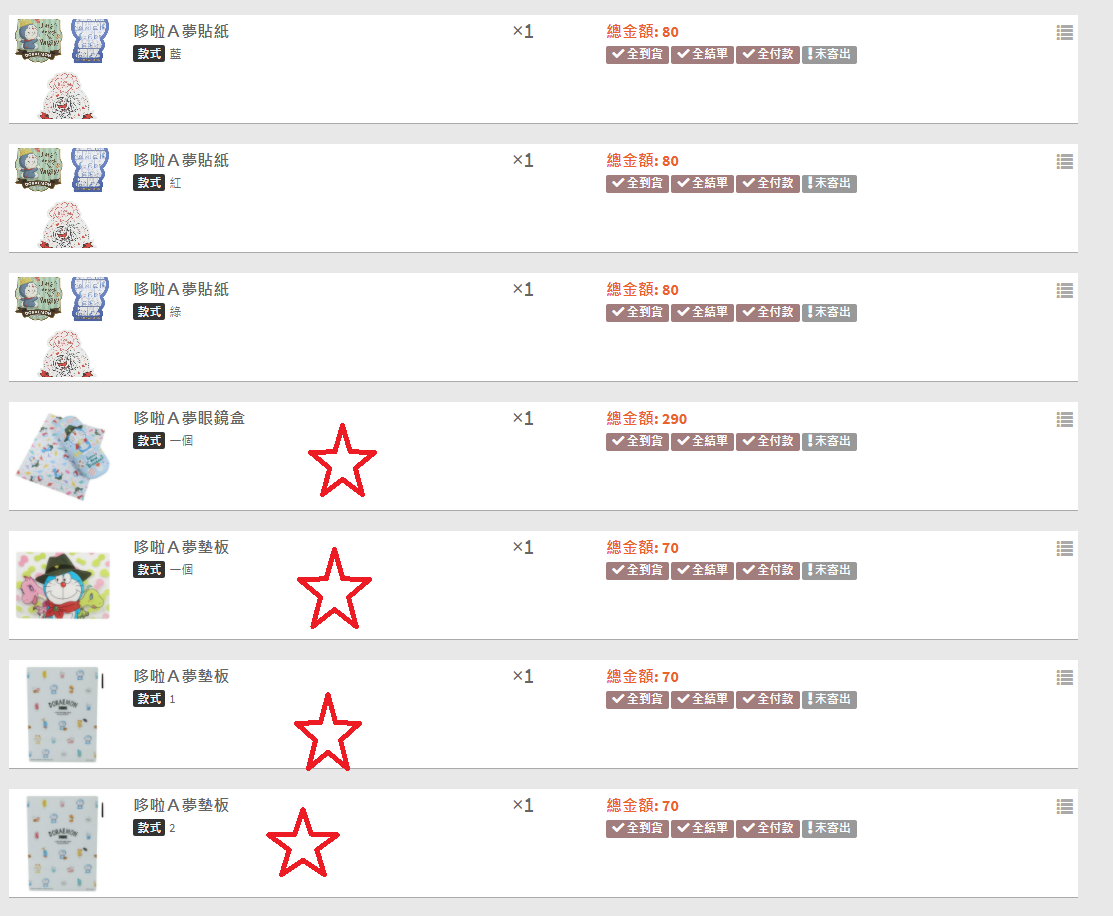 哆啦Ａ夢貼紙 ×1 總金額: 80
款式 藍 全到貨 全結單 全付款 !未寄出
哆啦Ａ夢貼紙 ×1 總金額: 80
款式 紅 全到貨 全結單 全付款 !未寄出
哆啦Ａ夢貼紙 ×1 總金額: 80
款式 綠 全到貨 全結單 全付款 !未寄出
哆啦Ａ夢眼鏡盒 ×1 總金額: 290
款式 一個 全到貨 全結單 全付款 !未寄出
哆啦Ａ夢墊板 ×1 總金額: 70
款式 一個 全到貨 全結單 全付款 !未寄出
哆啦Ａ夢墊板 ×1 總金額: 70
款式 1 全到貨 全結單 全付款 !未寄出
DORAEMON
哆啦Ａ夢墊板 ×1 總金額: 70
款式 2 全到貨 全結單 全付款 !未寄出
DORAEMON